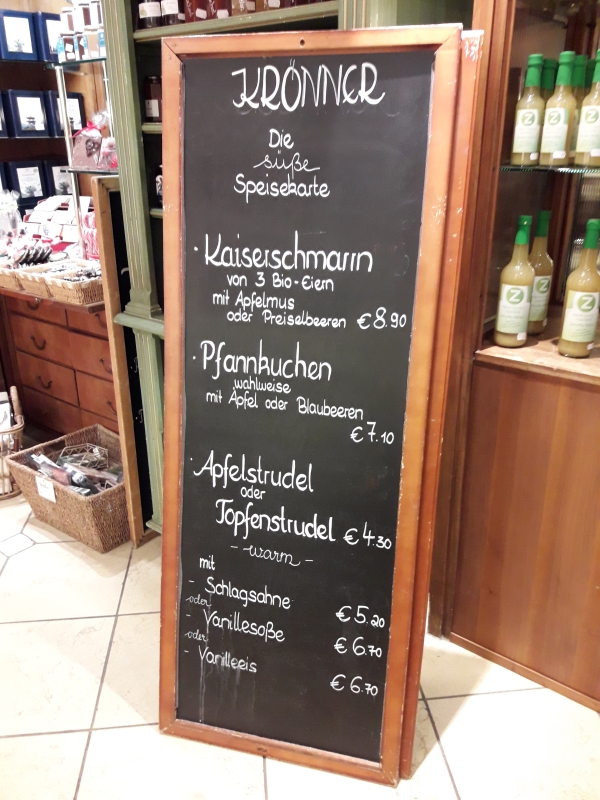 KRÖNNER
Die
süße
Speisekarte
· Kaiserschmarrn
von 3 Bio-Eiern
mit Apfelmus
oder Preiselbeeren €8.90
· Pfannkuchen
wahlweise
mit Apfel oder Blaubeeren
€7.10
· Apfelstrudel
oder
Topfenstrudel €4.30
- warm -
mit
- Schlagsahne €5.20
oder
- Vanillesoße €6.70
oder
- Vanilleeis €6.70
Z
Z
Z
Z